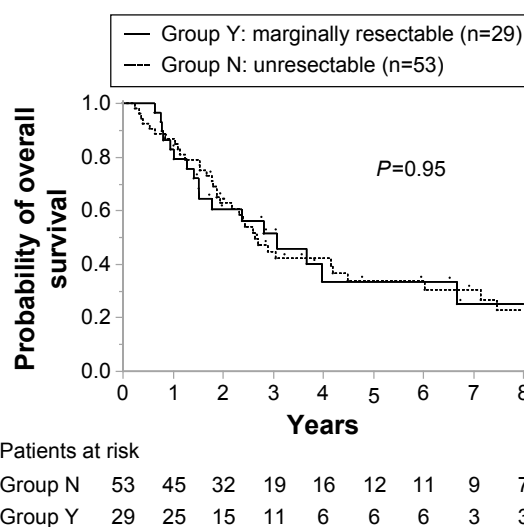 Group Y: marginally resectable (n=29)
Group N: unresectable (n=53)
Probability of overall
survival
1.0
0.8
0.6
0.4
0.2
0.0
P=0.95
0 1 2 3 4 5 6 7 8
Years
Patients at risk
Group N 53 45 32 19 16 12 11 9 7
Group Y 29 25 15 11 6 6 6 3 3